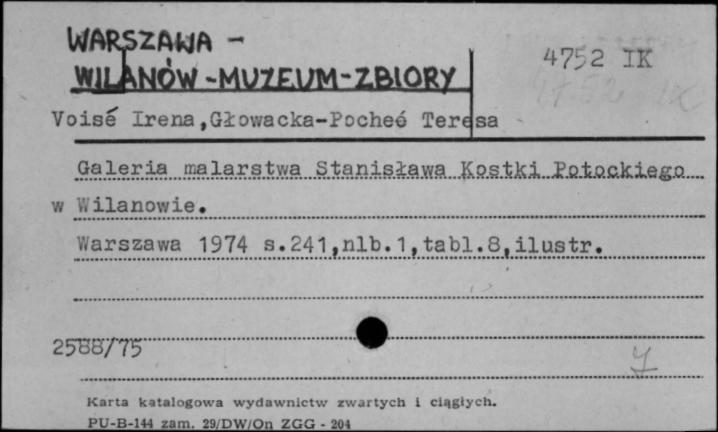 WARSZAWA -
WILANÓW-MUZEUM-ZBIORY
4752 IK
Voisé Irena,Głowacka-Pocheć Teresa
Galeria malarstwa Stanisława Kostki Potockiego
w Wilanowie.
Warszawa 1974 s.241,nlb.1,tabl.8,ilustr.
2588/75
Karta katalogowa wydawnictw zwartych i ciągłych.
PU-B-144 zam. 29/DW/On ZGG - 204